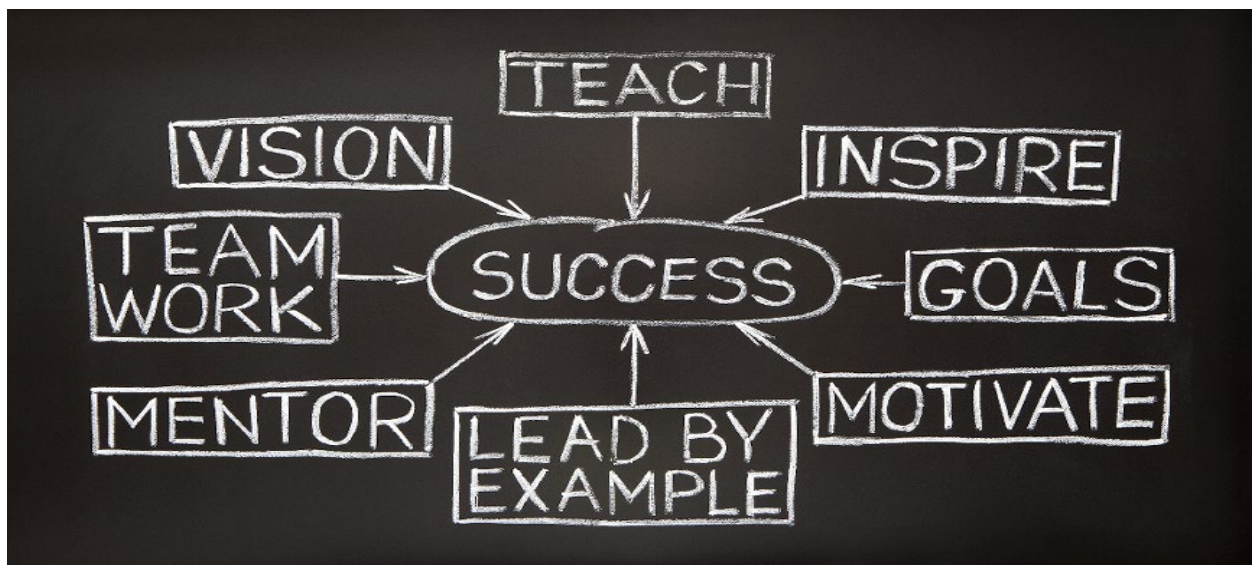 TEACH
VISION
INSPIRE
TEAM
WORK
SUCCESS
GOALS
MENTOR
LEAD BY
EXAMPLE
MOTIVATE